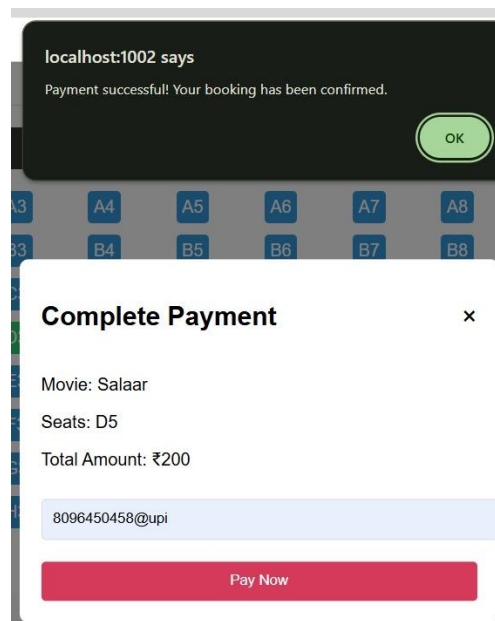 localhost:1002 says
Payment successful! Your booking has been confirmed.
OK
A3 A4 A5 A6 A7 A8
B3 B4 B5 B6 B7 B8
Complete Payment ×
Movie: Salaar
Seats: D5
Total Amount: ₹200
8096450458@upi
Pay Now